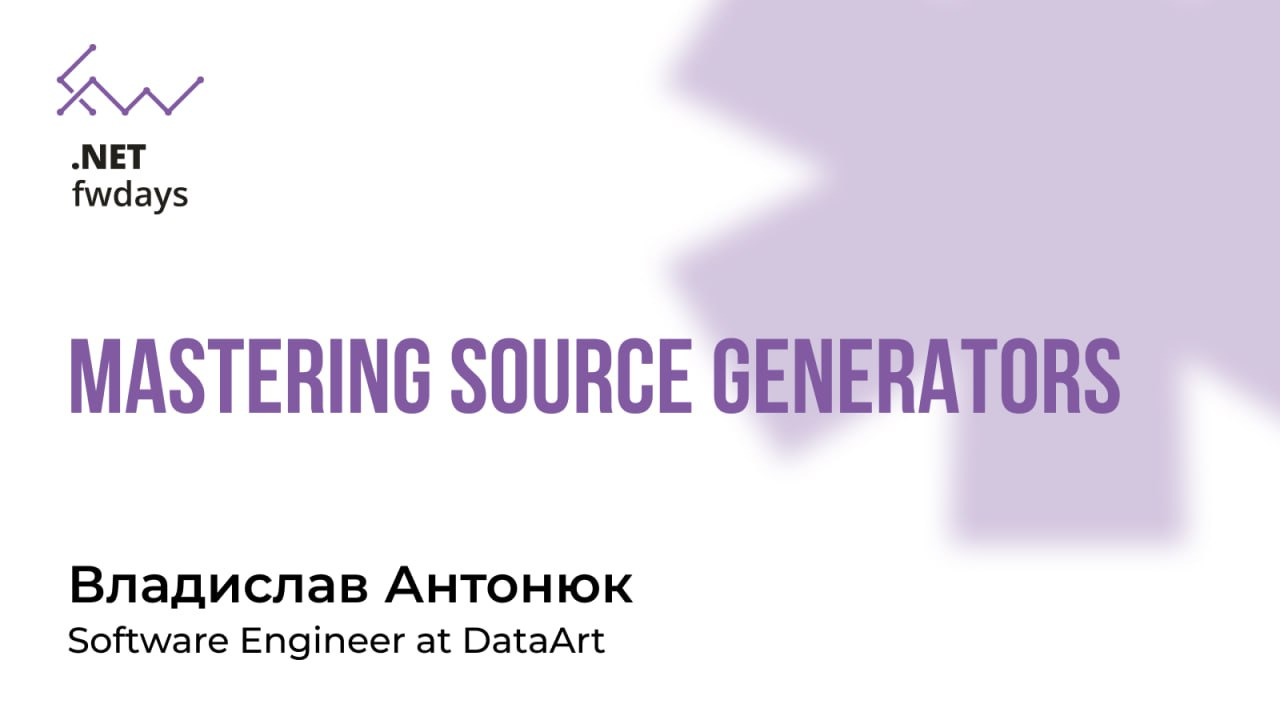 .NET
fwdays
MASTERING SOURCE GENERATORS
Владислав Антонюк
Software Engineer at DataArt